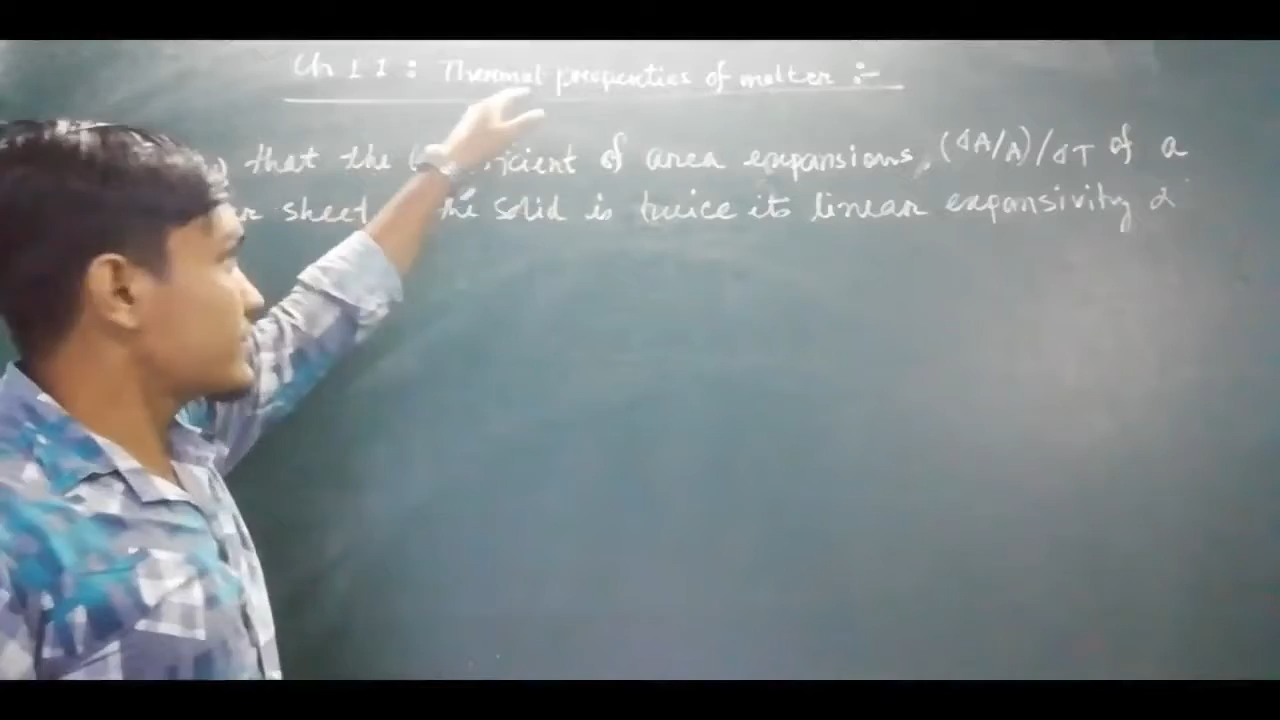 Ch 11 : Thermal properties of matter :-
that the of area expansions, (ΔA/A)/ΔT of a
sheet the solid is twice its linear expansivity α